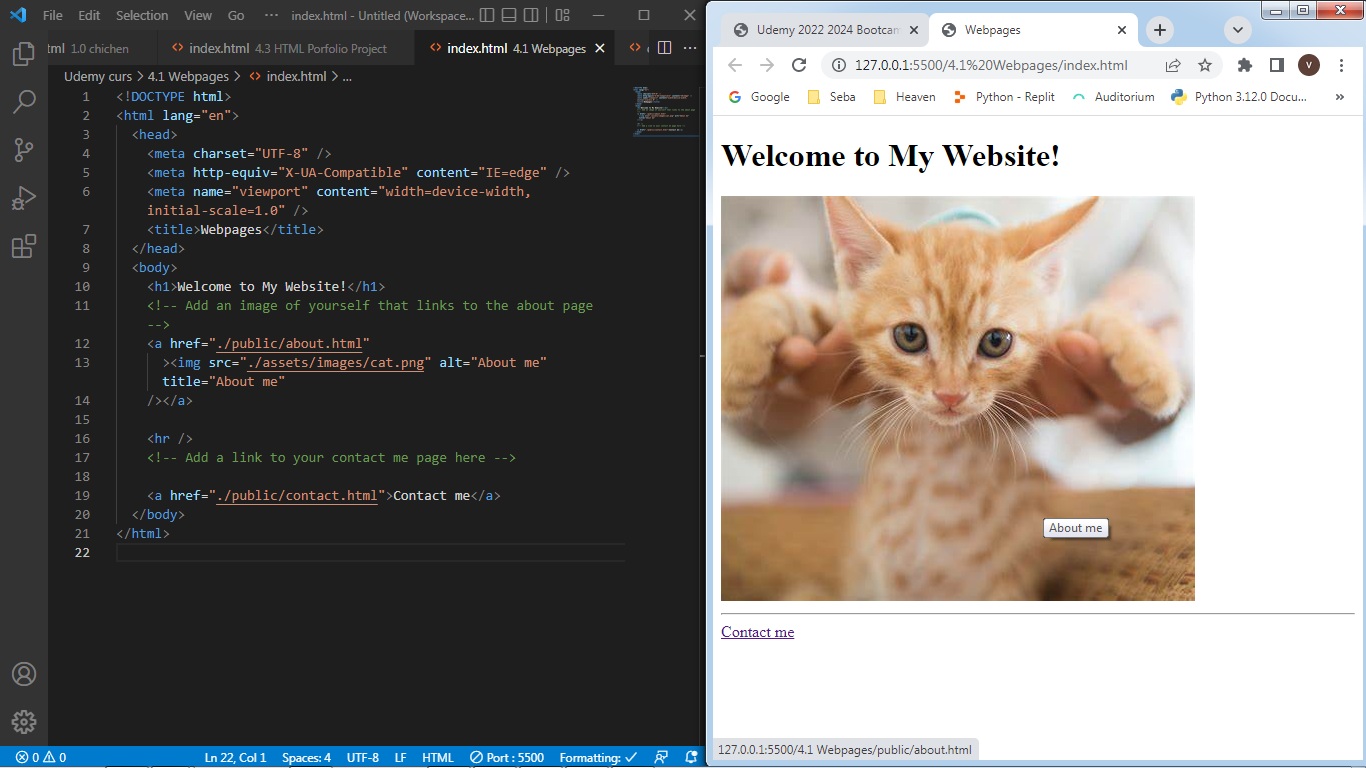 File Edit Selection View Go ··· index.html - Untitled (Workspace...
tml 1.0 chichen index.html 4.3 HTML Porfolio Project index.html 4.1 Webpages
Udemy curs > 4.1 Webpages > index.html > ...
1 <!DOCTYPE html>
2 <html lang="en">
3 <head>
4 <meta charset="UTF-8" />
5 <meta http-equiv="X-UA-Compatible" content="IE=edge" />
6 <meta name="viewport" content="width=device-width,
initial-scale=1.0" />
7 <title>Webpages</title>
8 </head>
9 <body>
10 <h1>Welcome to My Website!</h1>
11 <!-- Add an image of yourself that links to the about page
-->
12 <a href="./public/about.html"
13 ><img src="./assets/images/cat.png" alt="About me"
title="About me"
14 /></a>
15
16 <hr />
17 <!-- Add a link to your contact me page here -->
18
19 <a href="./public/contact.html">Contact me</a>
20 </body>
21 </html>
22
0 0 Ln 22, Col 1 Spaces: 4 UTF-8 LF HTML Port : 5500 Formatting: ✓
Udemy 2022 2024 Bootcam Webpages
127.0.0.1:5500/4.1%20Webpages/index.html V
Google Seba Heaven Python - Replit Auditorium Python 3.12.0 Docu... »
Welcome to My Website!
About me
Contact me
127.0.0.1:5500/4.1 Webpages/public/about.html